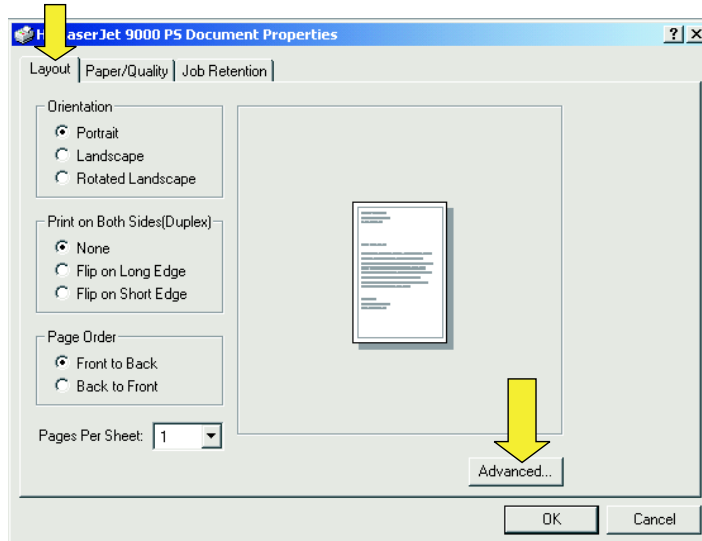 H aserJet 9000 PS Document Properties
Layout Paper/Quality Job Retention
Orientation
Portrait
Landscape
Rotated Landscape
Print on Both Sides(Duplex)
None
Flip on Long Edge
Flip on Short Edge
Page Order
Front to Back
Back to Front
Pages Per Sheet: 1
Advanced...
OK Cancel